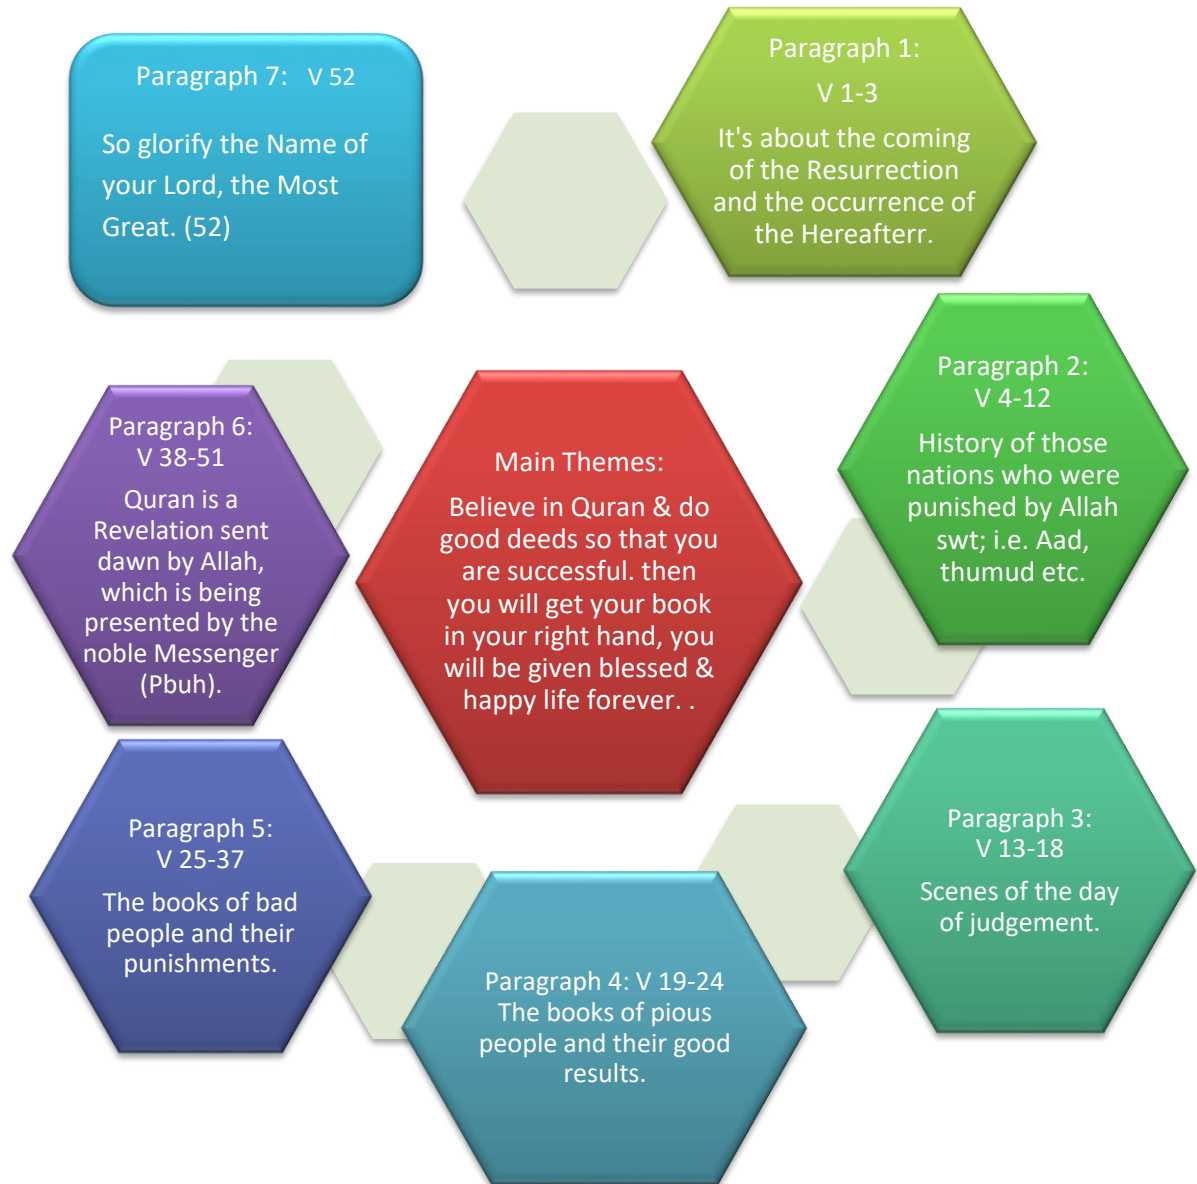 Paragraph 1:
V 1-3
It's about the coming
of the Resurrection
and the occurrence of
the Hereafterr.
Paragraph 2:
V 4-12
History of those
nations who were
punished by Allah
swt; i.e. Aad,
thumud etc.
Paragraph 3:
V 13-18
Scenes of the day
of judgement.
Paragraph 4: V 19-24
The books of pious
people and their good
results.
Paragraph 5:
V 25-37
The books of bad
people and their
punishments.
Paragraph 6:
V 38-51
Quran is a
Revelation sent
dawn by Allah,
which is being
presented by the
noble Messenger
(Pbuh).
Paragraph 7: V 52
So glorify the Name of
your Lord, the Most
Great. (52)
Main Themes:
Believe in Quran & do
good deeds so that you
are successful. then
you will get your book
in your right hand, you
will be given blessed &
happy life forever. .